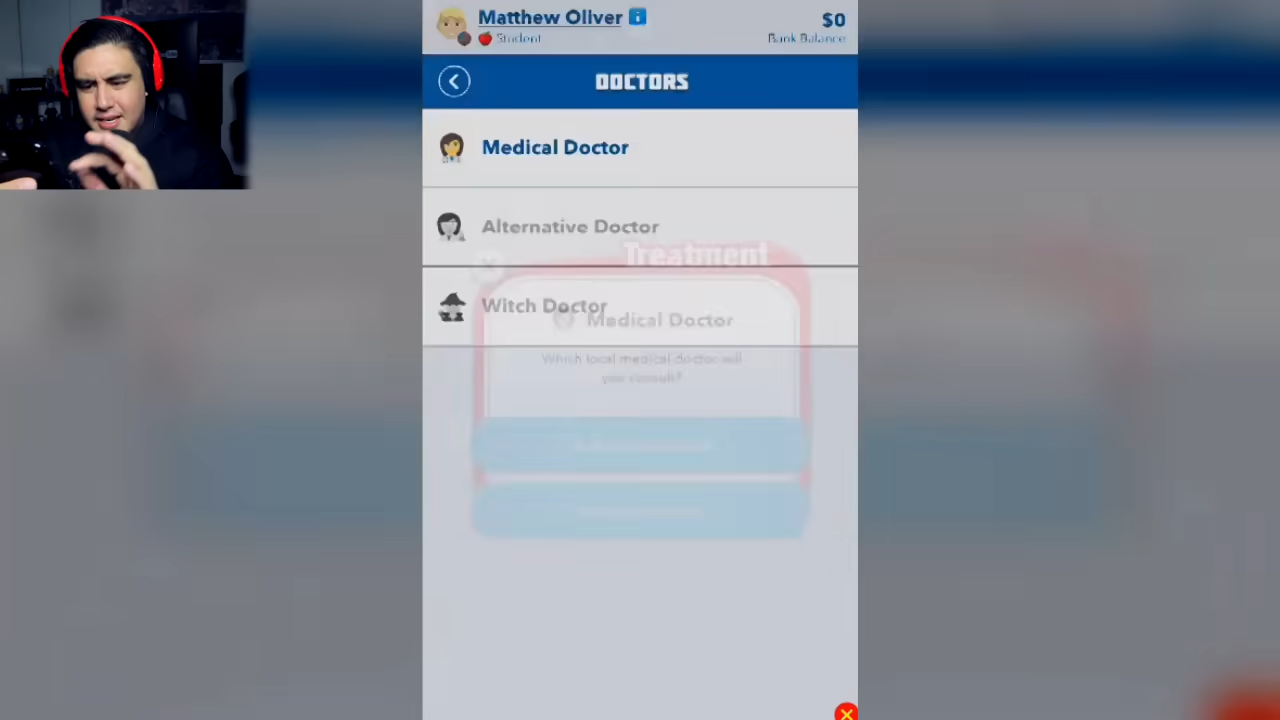 Matthew Oliver
$0
Student
Bank Balance
DOCTORS
Medical Doctor
Alternative Doctor
Treatment
Witch Doctor
Medical Doctor
Which local medical doctor will
you consult?